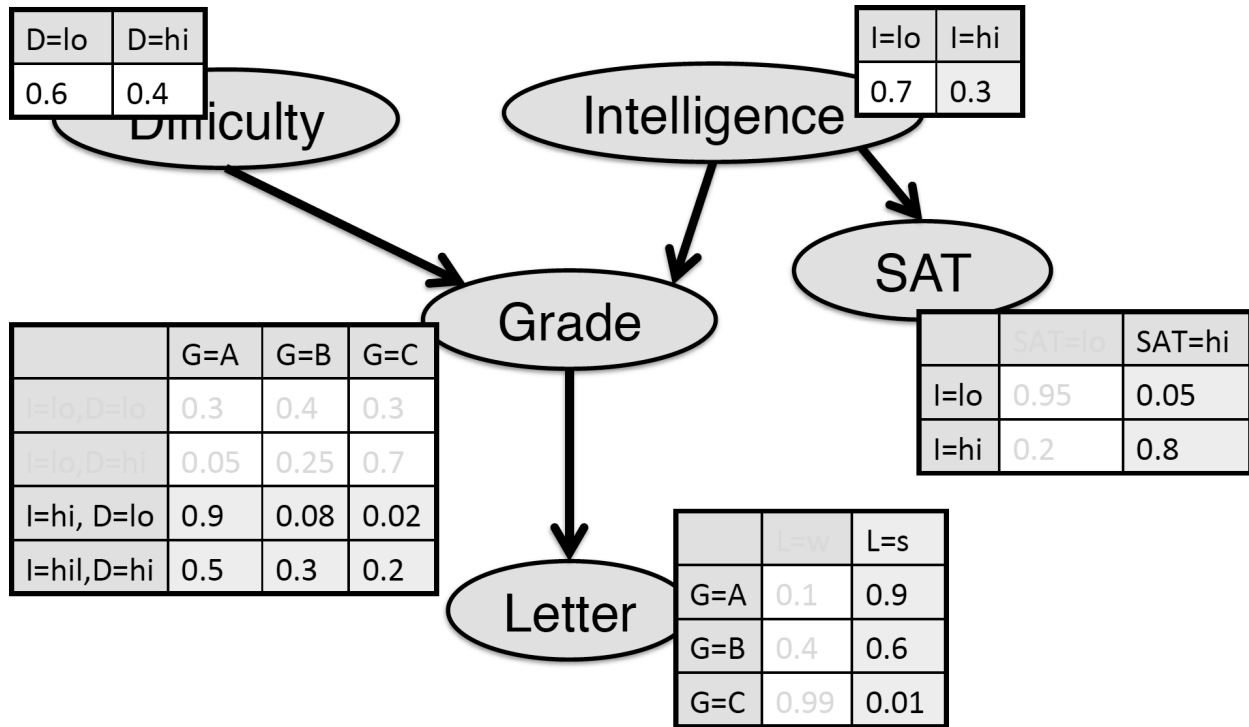 D=lo D=hi
0.6 0.4
Difficulty
I=lo I=hi
0.7 0.3
Intelligence
SAT
SAT=lo SAT=hi
I=lo 0.95 0.05
I=hi 0.2 0.8
Grade
G=A G=B G=C
I=lo,D=lo 0.3 0.4 0.3
I=lo,D=hi 0.05 0.25 0.7
I=hi, D=lo 0.9 0.08 0.02
I=hil,D=hi 0.5 0.3 0.2
Letter
L=w L=s
G=A 0.1 0.9
G=B 0.4 0.6
G=C 0.99 0.01